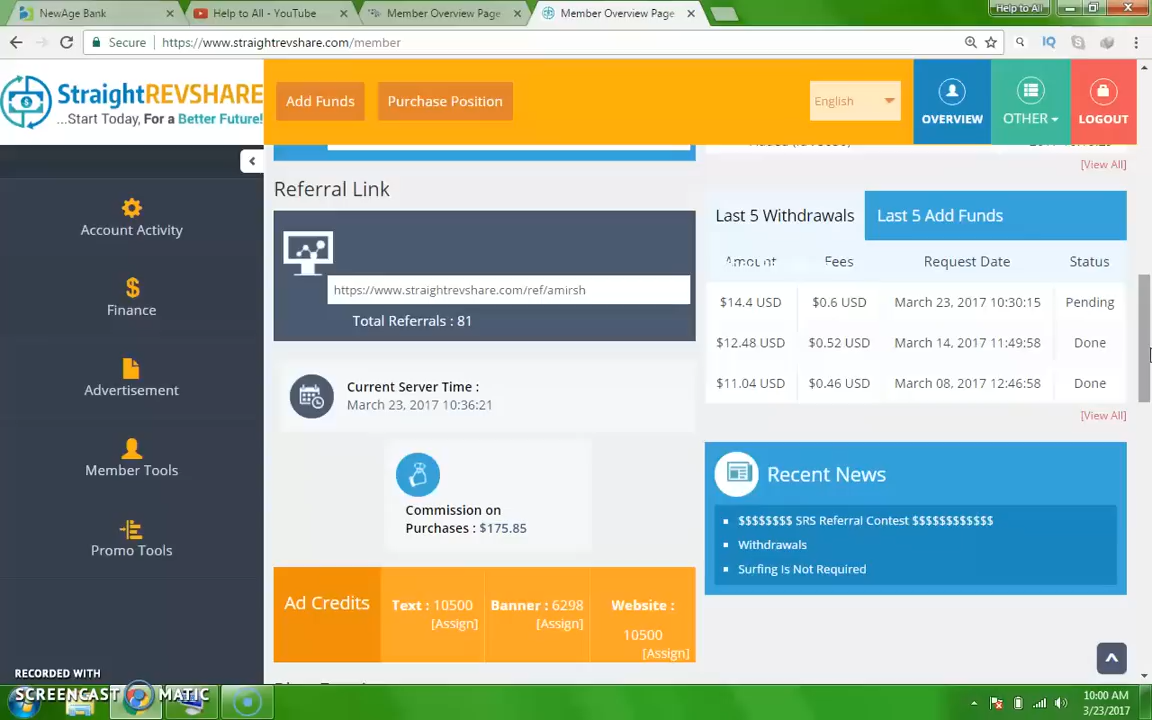 NewAge Bank
Help to All - YouTube
Member Overview Page
Member Overview Page
Help to All
Secure
https://www.straightrevshare.com/member
StraightREVSHARE
...Start Today, For a Better Future!
Add Funds
Purchase Position
English
OVERVIEW
OTHER
LOGOUT
[View All]
Account Activity
Finance
Advertisement
Member Tools
Promo Tools
Referral Link
https://www.straightrevshare.com/ref/amirsh
Total Referrals : 81
Current Server Time :
March 23, 2017 10:36:21
Commission on
Purchases : $175.85
Ad Credits
Text : 10500
[Assign]
Banner : 6298
[Assign]
Website :
10500
[Assign]
Last 5 Withdrawals
Last 5 Add Funds
Amount Fees Request Date Status
$14.4 USD $0.6 USD March 23, 2017 10:30:15 Pending
$12.48 USD $0.52 USD March 14, 2017 11:49:58 Done
$11.04 USD $0.46 USD March 08, 2017 12:46:58 Done
[View All]
Recent News
$$$$$$$$ SRS Referral Contest $$$$$$$$$$$$
Withdrawals
Surfing Is Not Required
RECORDED WITH
SCREENCAST MATIC
10:00 AM
3/23/2017